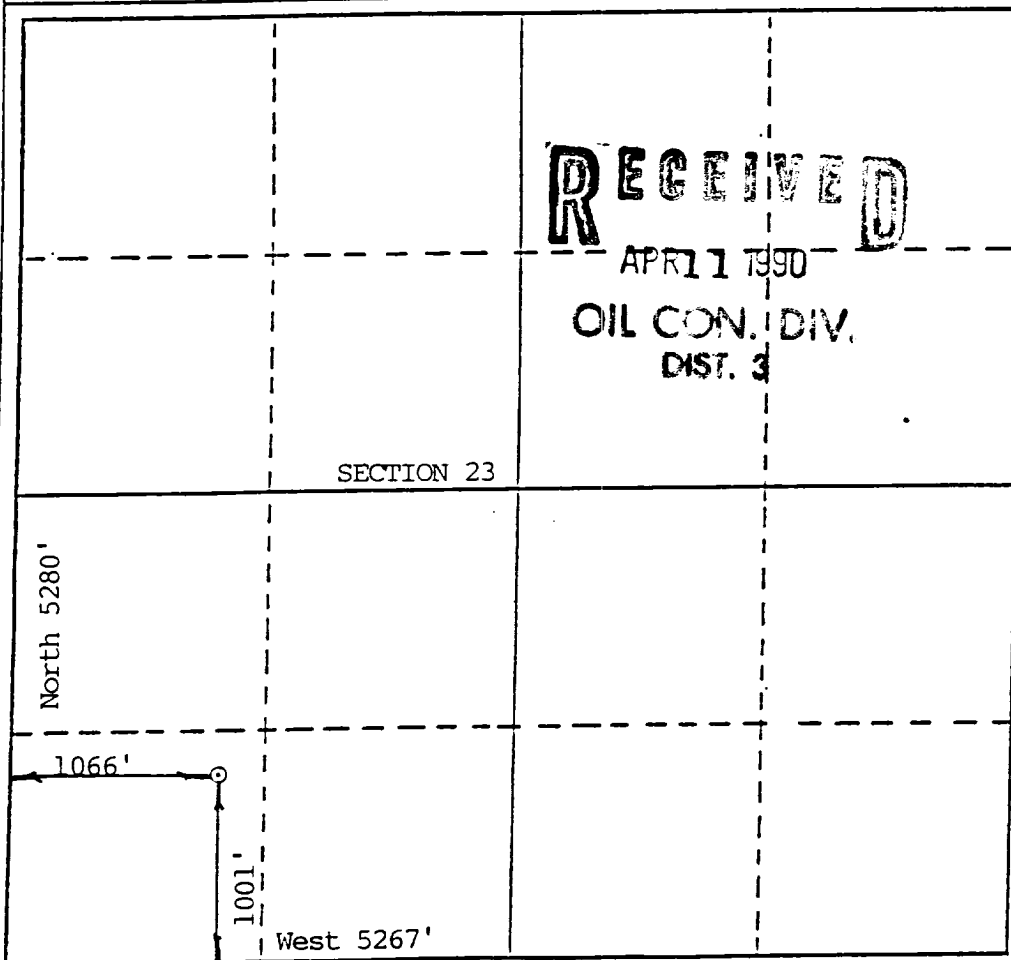 RECEIVED
APR 11 1990
OIL CON. DIV.
DIST. 3
SECTION 23
North 5280'
1066'
1001'
West 5267'